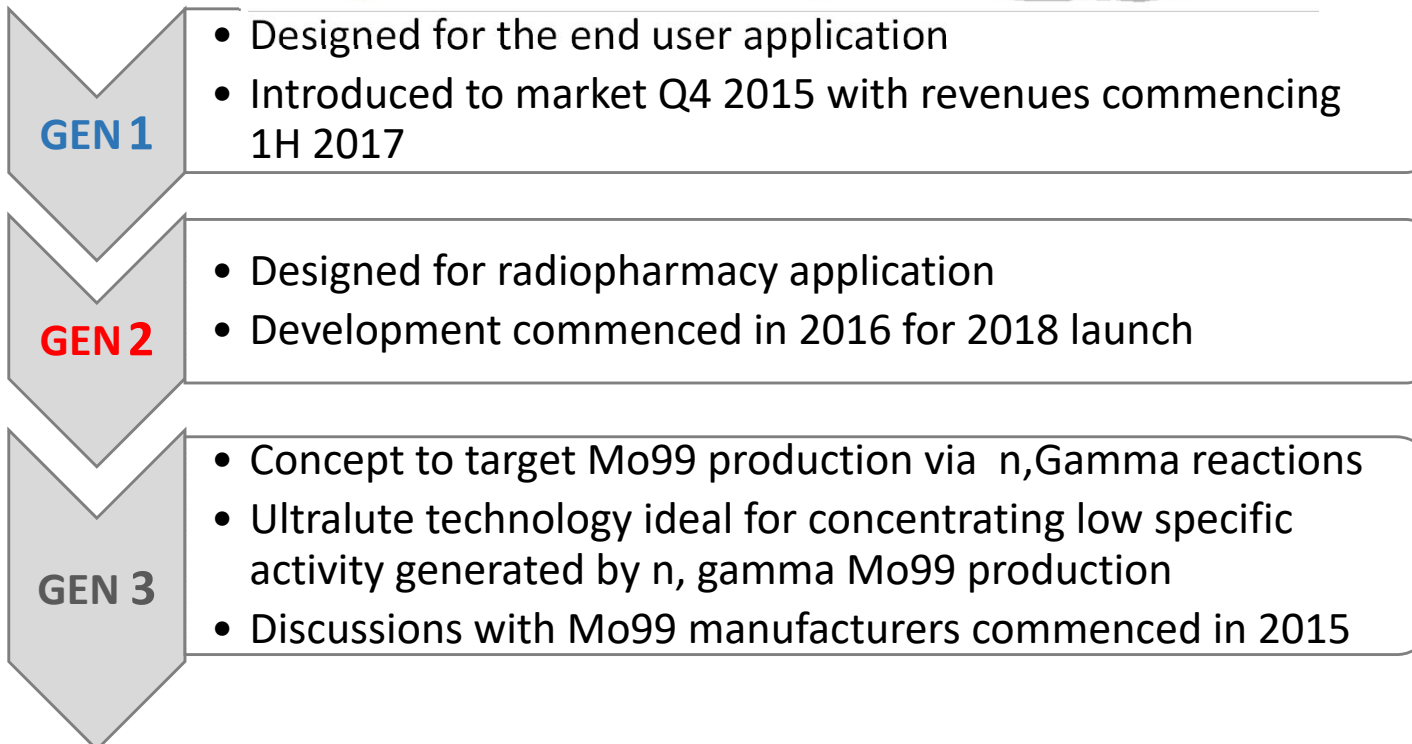 • Designed for the end user application
• Introduced to market Q4 2015 with revenues commencing
1H 2017
GEN 1
• Designed for radiopharmacy application
• Development commenced in 2016 for 2018 launch
GEN 2
• Concept to target Mo99 production via n,Gamma reactions
• Ultralute technology ideal for concentrating low specific
activity generated by n, gamma Mo99 production
• Discussions with Mo99 manufacturers commenced in 2015
GEN 3